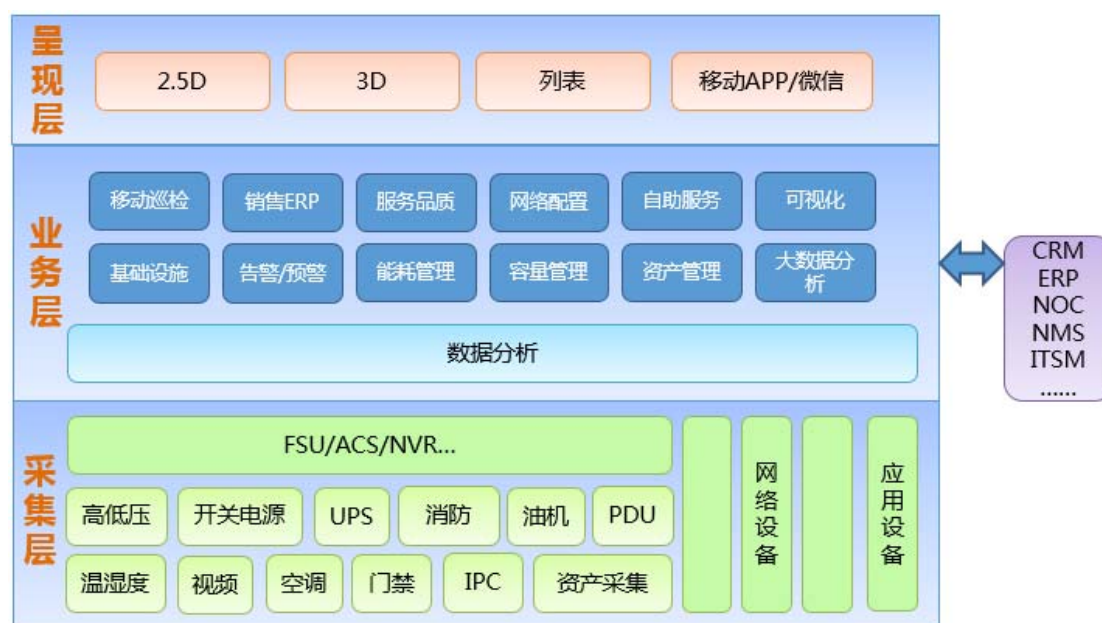 呈现层
2.5D
3D
列表
移动APP/微信
业务层
移动巡检
销售ERP
服务品质
网络配置
自助服务
可视化
基础设施
告警/预警
能耗管理
容量管理
资产管理
大数据分
析
数据分析
CRM
ERP
NOC
NMS
ITSM
......
采集层
FSU/ACS/NVR...
高低压
开关电源
UPS
消防
油机
PDU
温湿度
视频
空调
门禁
IPC
资产采集
网络设备
应用设备